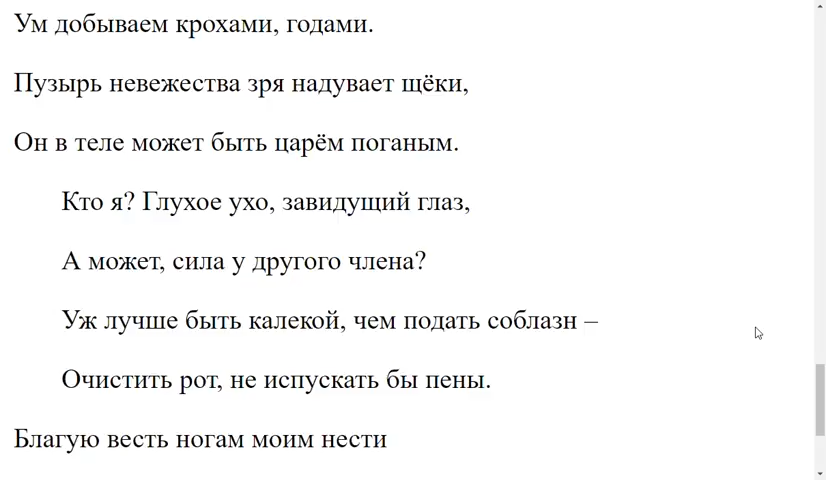 Ум добываем крохами, годами.
Пузырь невежества зря надувает щёки,
Он в теле может быть царём поганым.
Кто я? Глухое ухо, завидущий глаз,
А может, сила у другого члена?
Уж лучше быть калекой, чем подать соблазн –
Очистить рот, не испускать бы пены.
Благую весть ногам моим нести